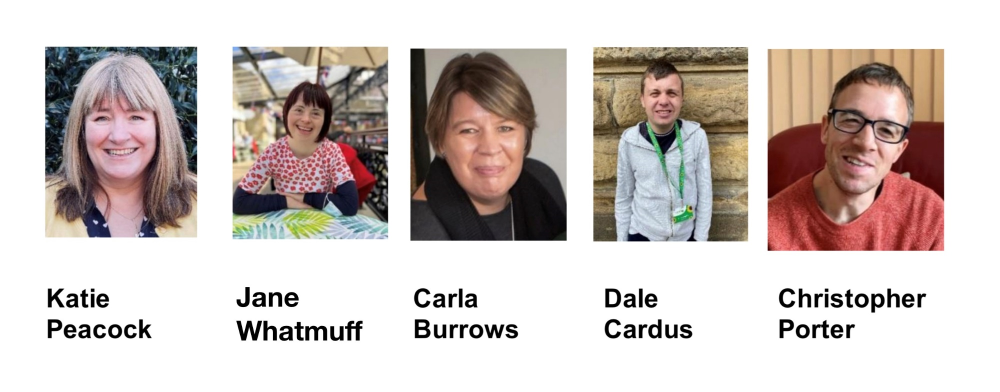 Katie
Peacock
Jane
Whatmuff
Carla
Burrows
Dale
Cardus
Christopher
Porter